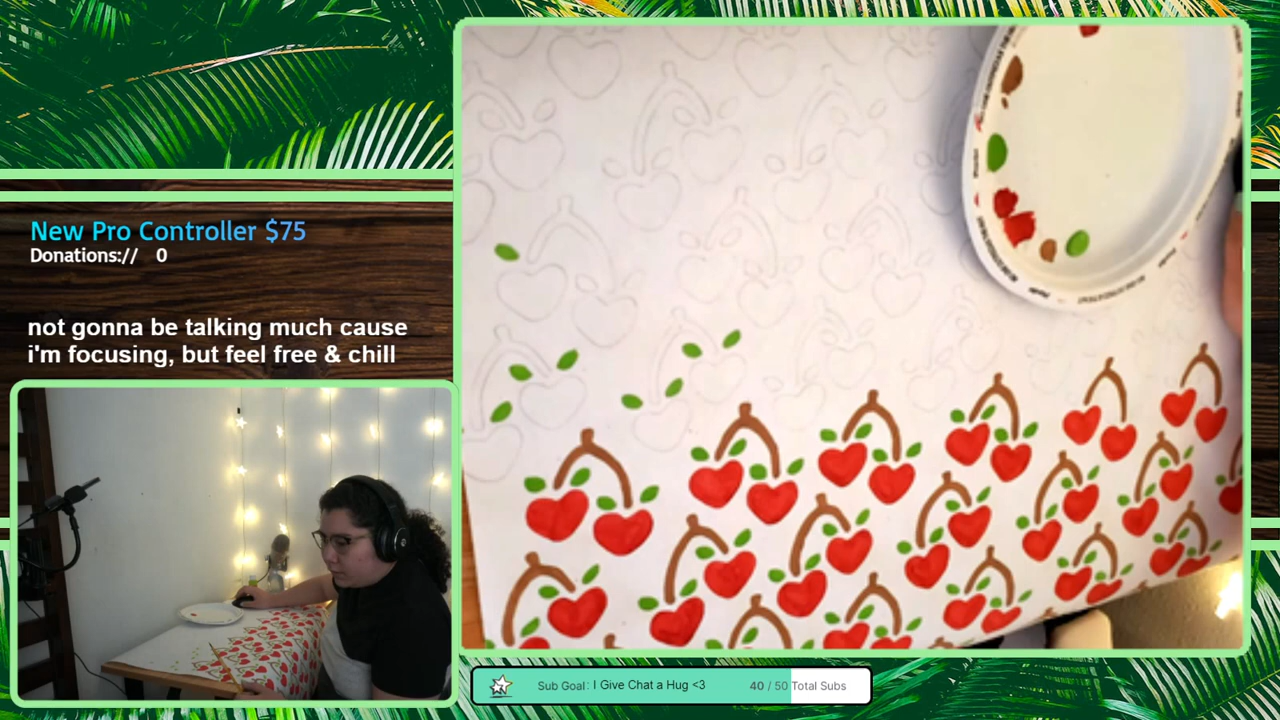 New Pro Controller $75
Donations:// 0
not gonna be talking much cause
i'm focusing, but feel free & chill
Sub Goal: I Give Chat a Hug <3 40 / 50 Total Subs